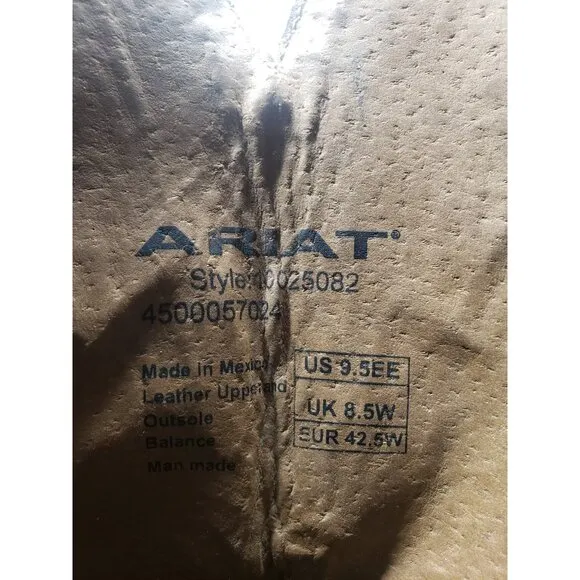 ARIAT®
Style:10025082
4500057024
Made in Mexico
Leather Upper and
Outsole
Balance
Man made
US 9.5EE
UK 8.5W
EUR 42.5W